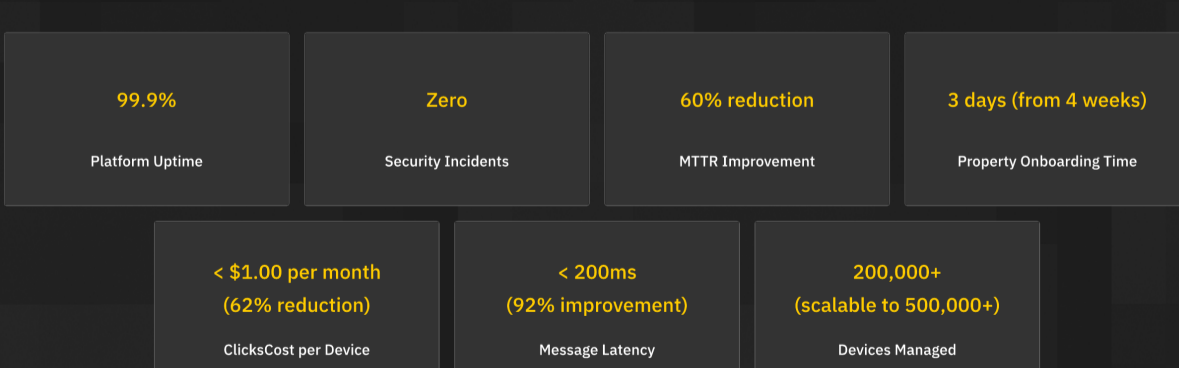 99.9%
Platform Uptime
Zero
Security Incidents
60% reduction
MTTR Improvement
3 days (from 4 weeks)
Property Onboarding Time
< $1.00 per month
(62% reduction)
ClicksCost per Device
< 200ms
(92% improvement)
Message Latency
200,000+
(scalable to 500,000+)
Devices Managed